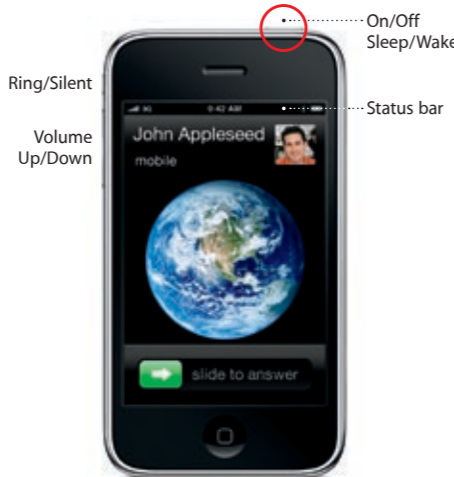 On/Off
Sleep/Wake
Ring/Silent
3G 9:42 AM
Status bar
John Appleseed
mobile
Volume
Up/Down
slide to answer